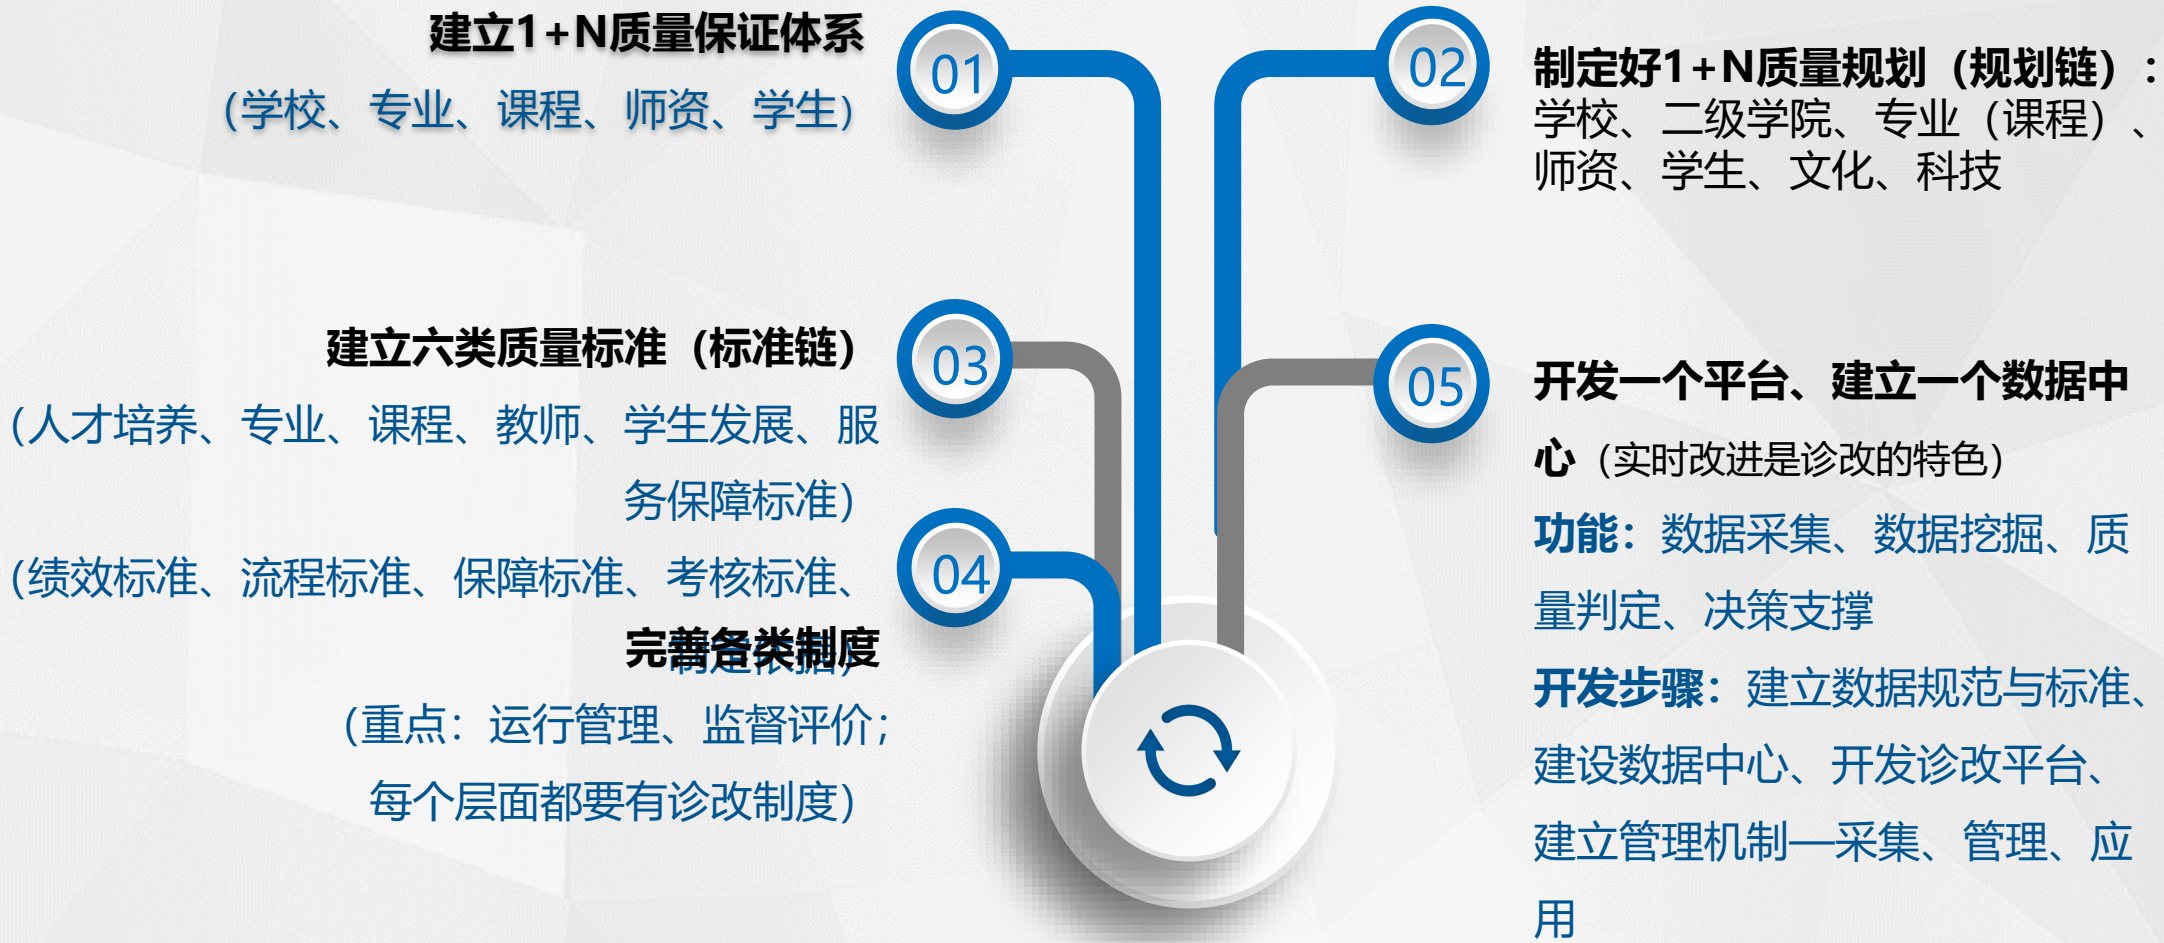 01
建立1+N质量保证体系
（学校、专业、课程、师资、学生）
02
制定好1+N质量规划（规划链）：
学校、二级学院、专业（课程）、
师资、学生、文化、科技
03
建立六类质量标准（标准链）
（人才培养、专业、课程、教师、学生发展、服
务保障标准）
（绩效标准、流程标准、保障标准、考核标准、
制定依据）
04
完善各类制度
（重点：运行管理、监督评价；
每个层面都要有诊改制度）
05
开发一个平台、建立一个数据中
心（实时改进是诊改的特色）
功能：数据采集、数据挖掘、质
量判定、决策支撑
开发步骤：建立数据规范与标准、
建设数据中心、开发诊改平台、
建立管理机制—采集、管理、应
用